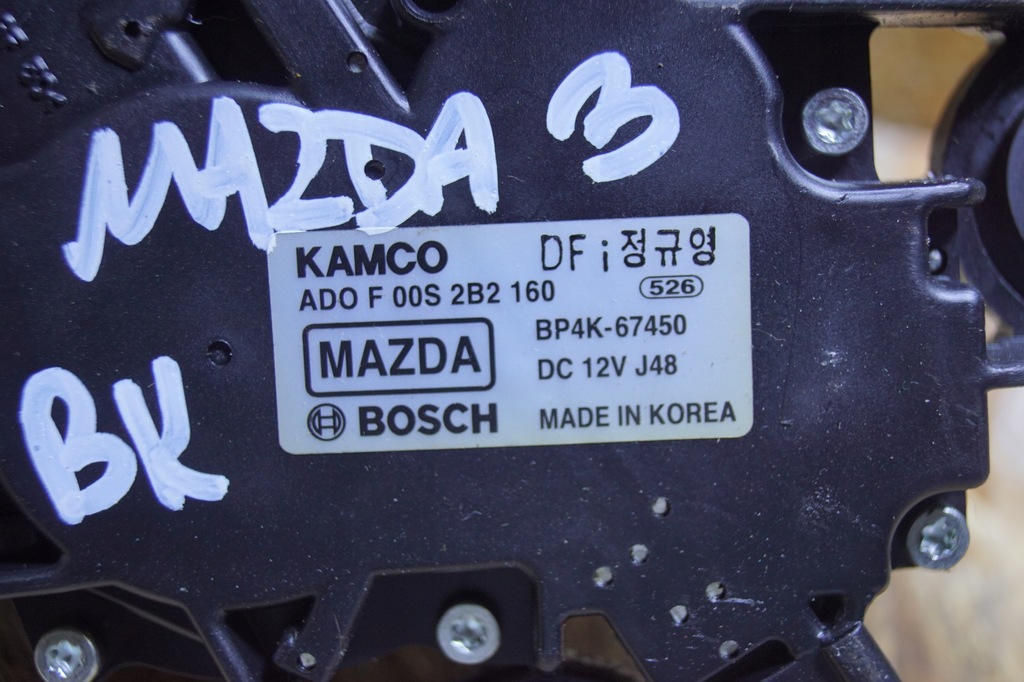 MAZDA 3
BK
KAMCO DF i 정규영
ADO F 00S 2B2 160 526
MAZDA BP4K-67450
DC 12V J48
BOSCH MADE IN KOREA